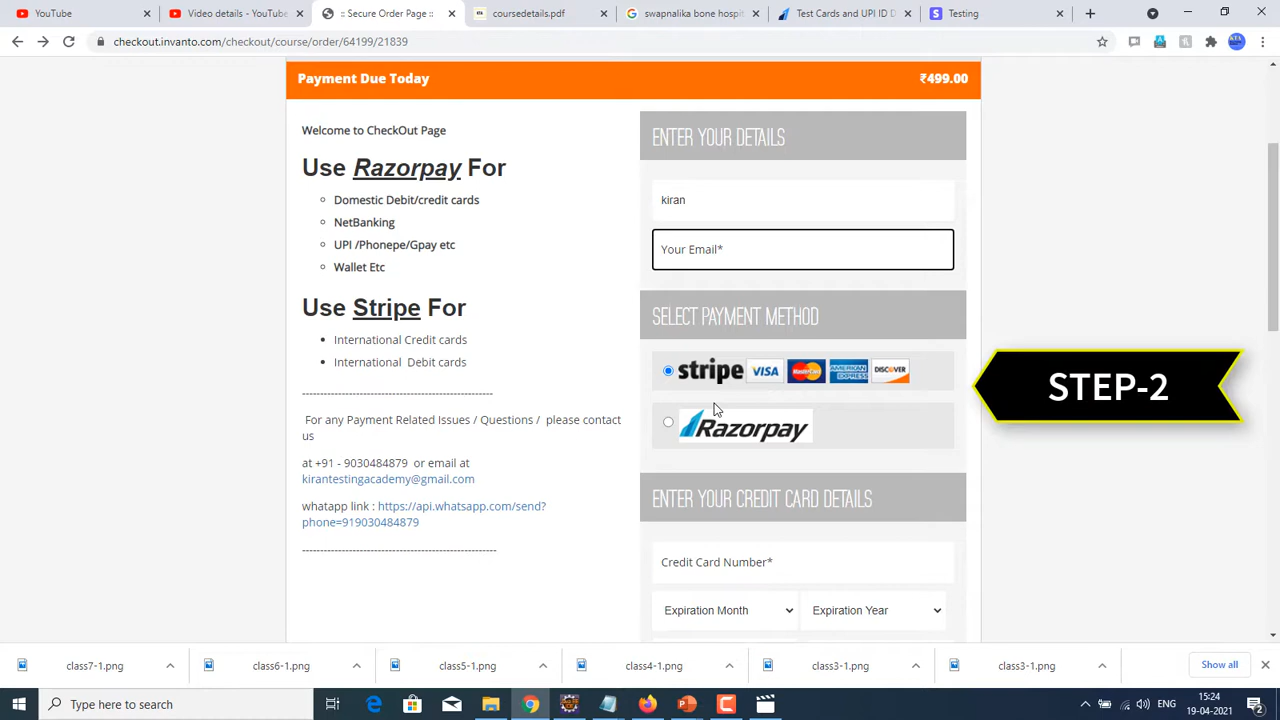 YouTube
Video details - YouTube
:: Secure Order Page ::
coursedetails.pdf
swapnalika bone hospit
Test Cards and UPI ID D
Testing
checkout.invanto.com/checkout/course/order/64199/21839
Payment Due Today ₹499.00
Welcome to CheckOut Page
Use Razorpay For
Domestic Debit/credit cards
NetBanking
UPI /Phonepe/Gpay etc
Wallet Etc
Use Stripe For
International Credit cards
International Debit cards
-------------------------------------------------
For any Payment Related Issues / Questions / please contact
us
at +91 - 9030484879 or email at
kirantestingacademy@gmail.com
whatapp link : https://api.whatsapp.com/send?
phone=919030484879
--------------------------------------------------
ENTER YOUR DETAILS
kiran
Your Email*
SELECT PAYMENT METHOD
stripe VISA MasterCard AMERICAN EXPRESS DISCOVER
Razorpay
ENTER YOUR CREDIT CARD DETAILS
Credit Card Number*
Expiration Month Expiration Year
STEP-2
class7-1.png
class6-1.png
class5-1.png
class4-1.png
class3-1.png
class3-1.png
Show all
Type here to search
ENG
15:24
19-04-2021
2